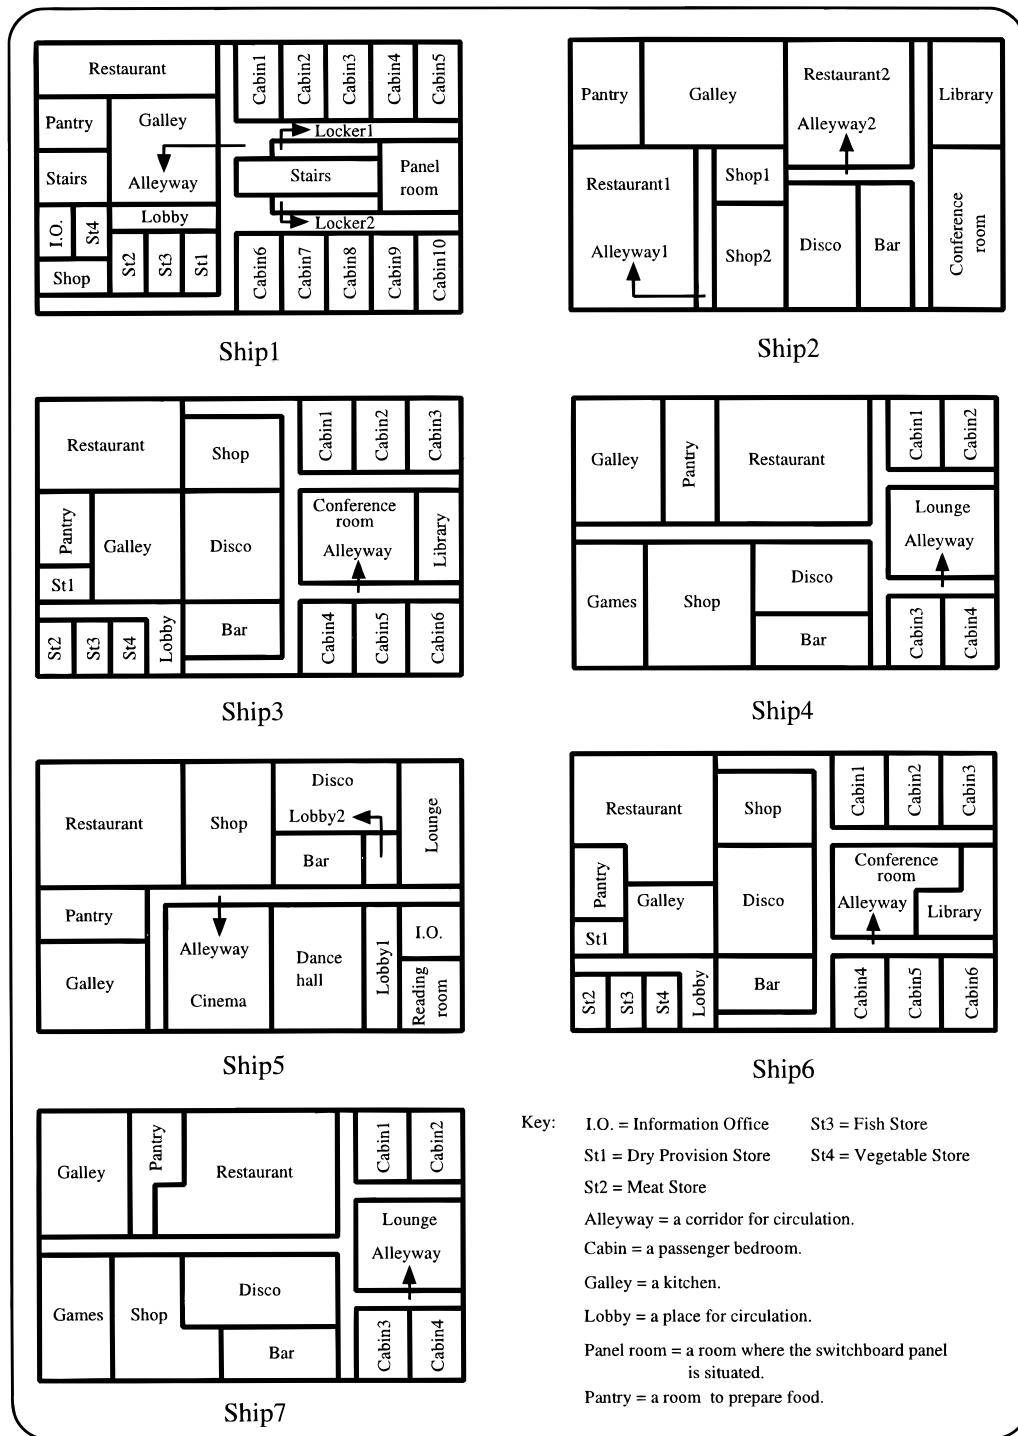 Restaurant
Cabin1
Cabin2
Cabin3
Cabin4
Cabin5
Pantry
Galley
Locker1
Stairs
Alleyway
Stairs
Panel
room
Locker2
I.O.
St4
Lobby
Shop
St2
St3
St1
Cabin6
Cabin7
Cabin8
Cabin9
Cabin10
Ship1
Pantry
Galley
Restaurant2
Alleyway2
Library
Restaurant1
Alleyway1
Shop1
Shop2
Disco
Bar
Conference
room
Ship2
Restaurant
Shop
Cabin1
Cabin2
Cabin3
Pantry
Galley
Disco
Conference
room
Alleyway
Library
St1
St2
St3
St4
Lobby
Bar
Cabin4
Cabin5
Cabin6
Ship3
Galley
Pantry
Restaurant
Cabin1
Cabin2
Lounge
Alleyway
Games
Shop
Disco
Bar
Cabin3
Cabin4
Ship4
Restaurant
Shop
Disco
Lobby2
Bar
Lounge
Pantry
Galley
Alleyway
Cinema
Dance
hall
Lobby1
I.O.
Reading
room
Ship5
Restaurant
Shop
Cabin1
Cabin2
Cabin3
Pantry
Galley
Disco
Conference
room
Alleyway
Library
St1
St2
St3
St4
Lobby
Bar
Cabin4
Cabin5
Cabin6
Ship6
Galley
Pantry
Restaurant
Cabin1
Cabin2
Lounge
Alleyway
Games
Shop
Disco
Bar
Cabin3
Cabin4
Ship7
Key: I.O. = Information Office St3 = Fish Store
St1 = Dry Provision Store St4 = Vegetable Store
St2 = Meat Store
Alleyway = a corridor for circulation.
Cabin = a passenger bedroom.
Galley = a kitchen.
Lobby = a place for circulation.
Panel room = a room where the switchboard panel
is situated.
Pantry = a room to prepare food.